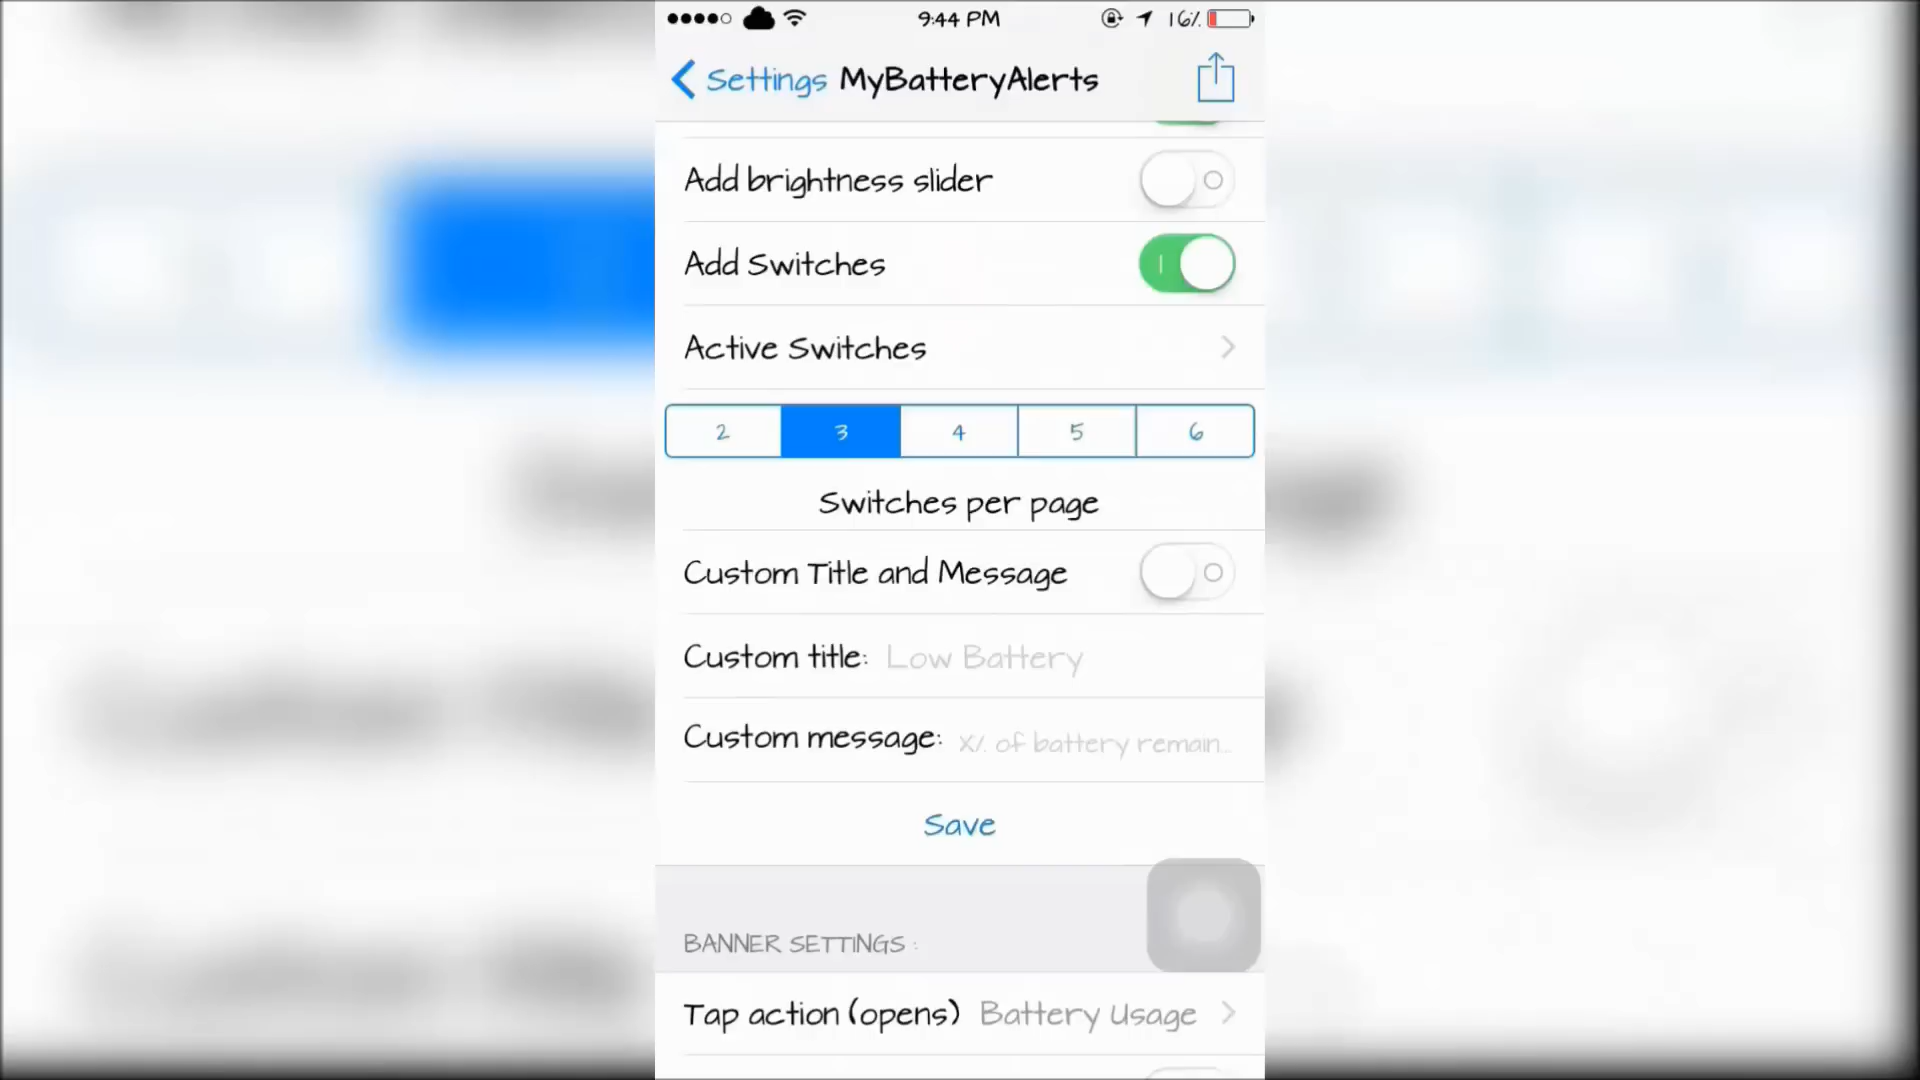 9:44 PM 16%
Settings MyBatteryAlerts
Add brightness slider
Add Switches
Active Switches
2 3 4 5 6
Switches per page
Custom Title and Message
Custom title: Low Battery
Custom message: X% of battery remain...
Save
BANNER SETTINGS :
Tap action (opens) Battery Usage